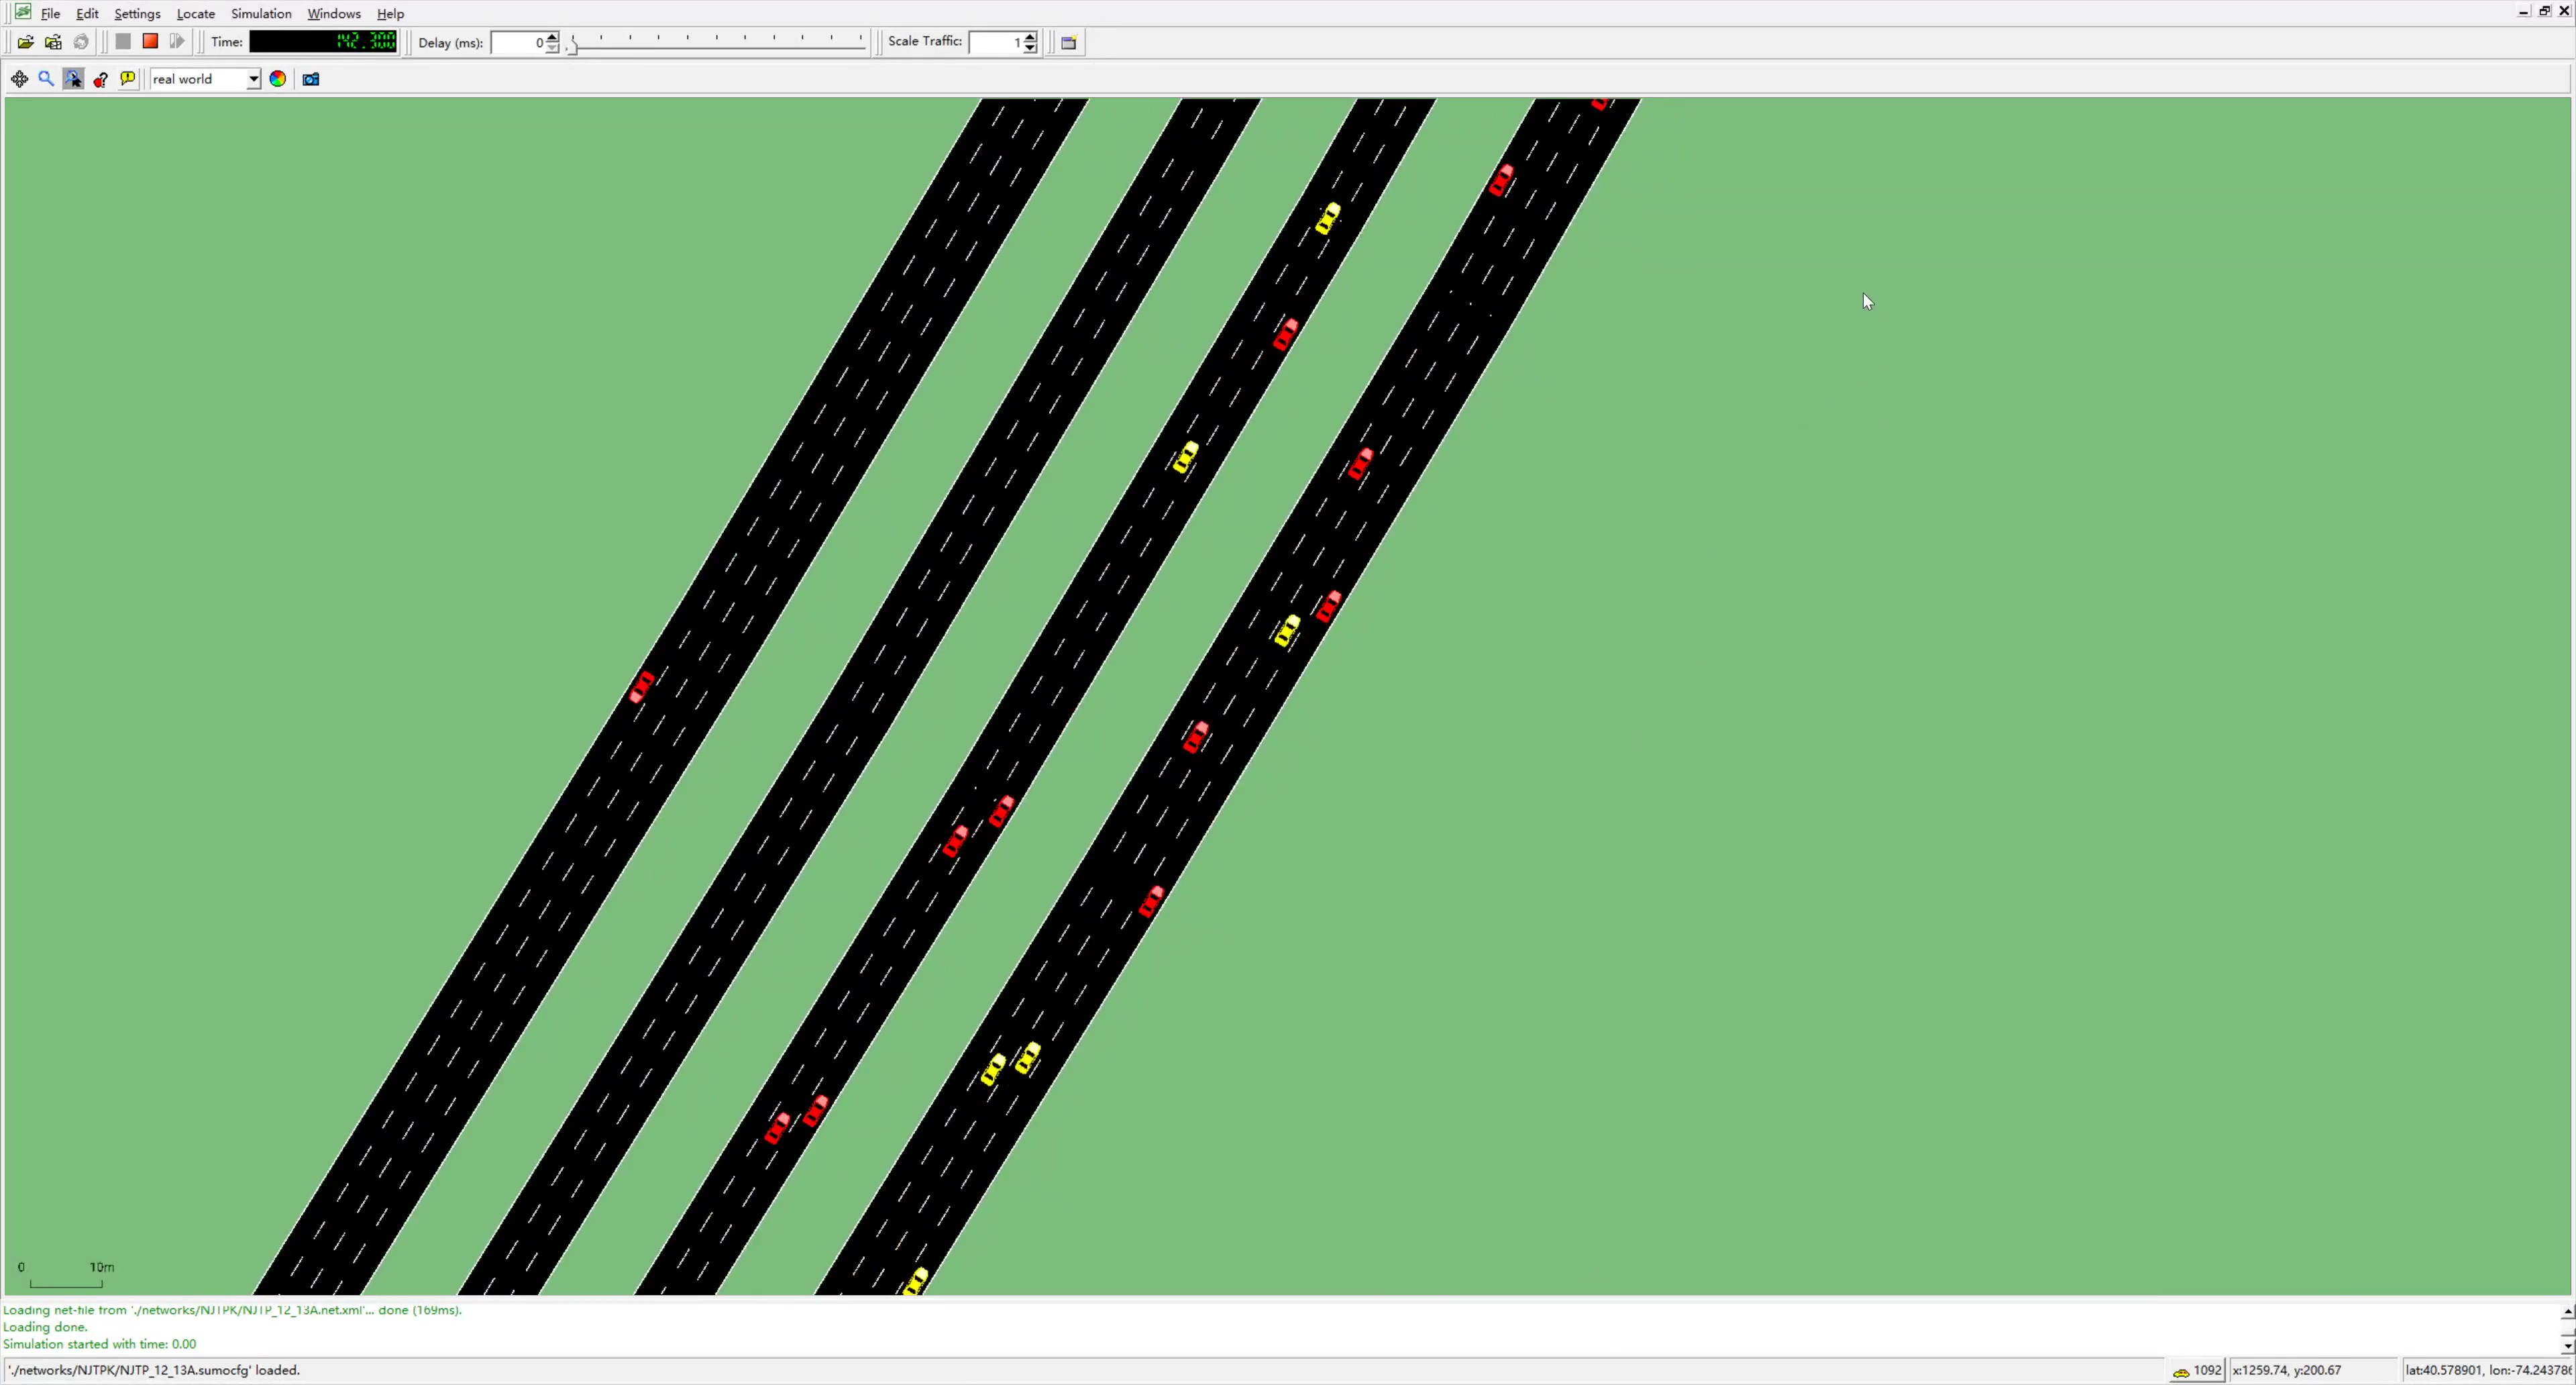 File Edit Settings Locate Simulation Windows Help
Time: 142.300 Delay (ms): 0 Scale Traffic: 1
real world
0 10m
Loading net-file from './networks/NJTPK/NJTP_12_13A.net.xml'... done (169ms).
Loading done.
Simulation started with time: 0.00
'./networks/NJTPK/NJTP_12_13A.sumocfg' loaded. 1092 x:1259.74, y:200.67 lat:40.578901, lon:-74.243786